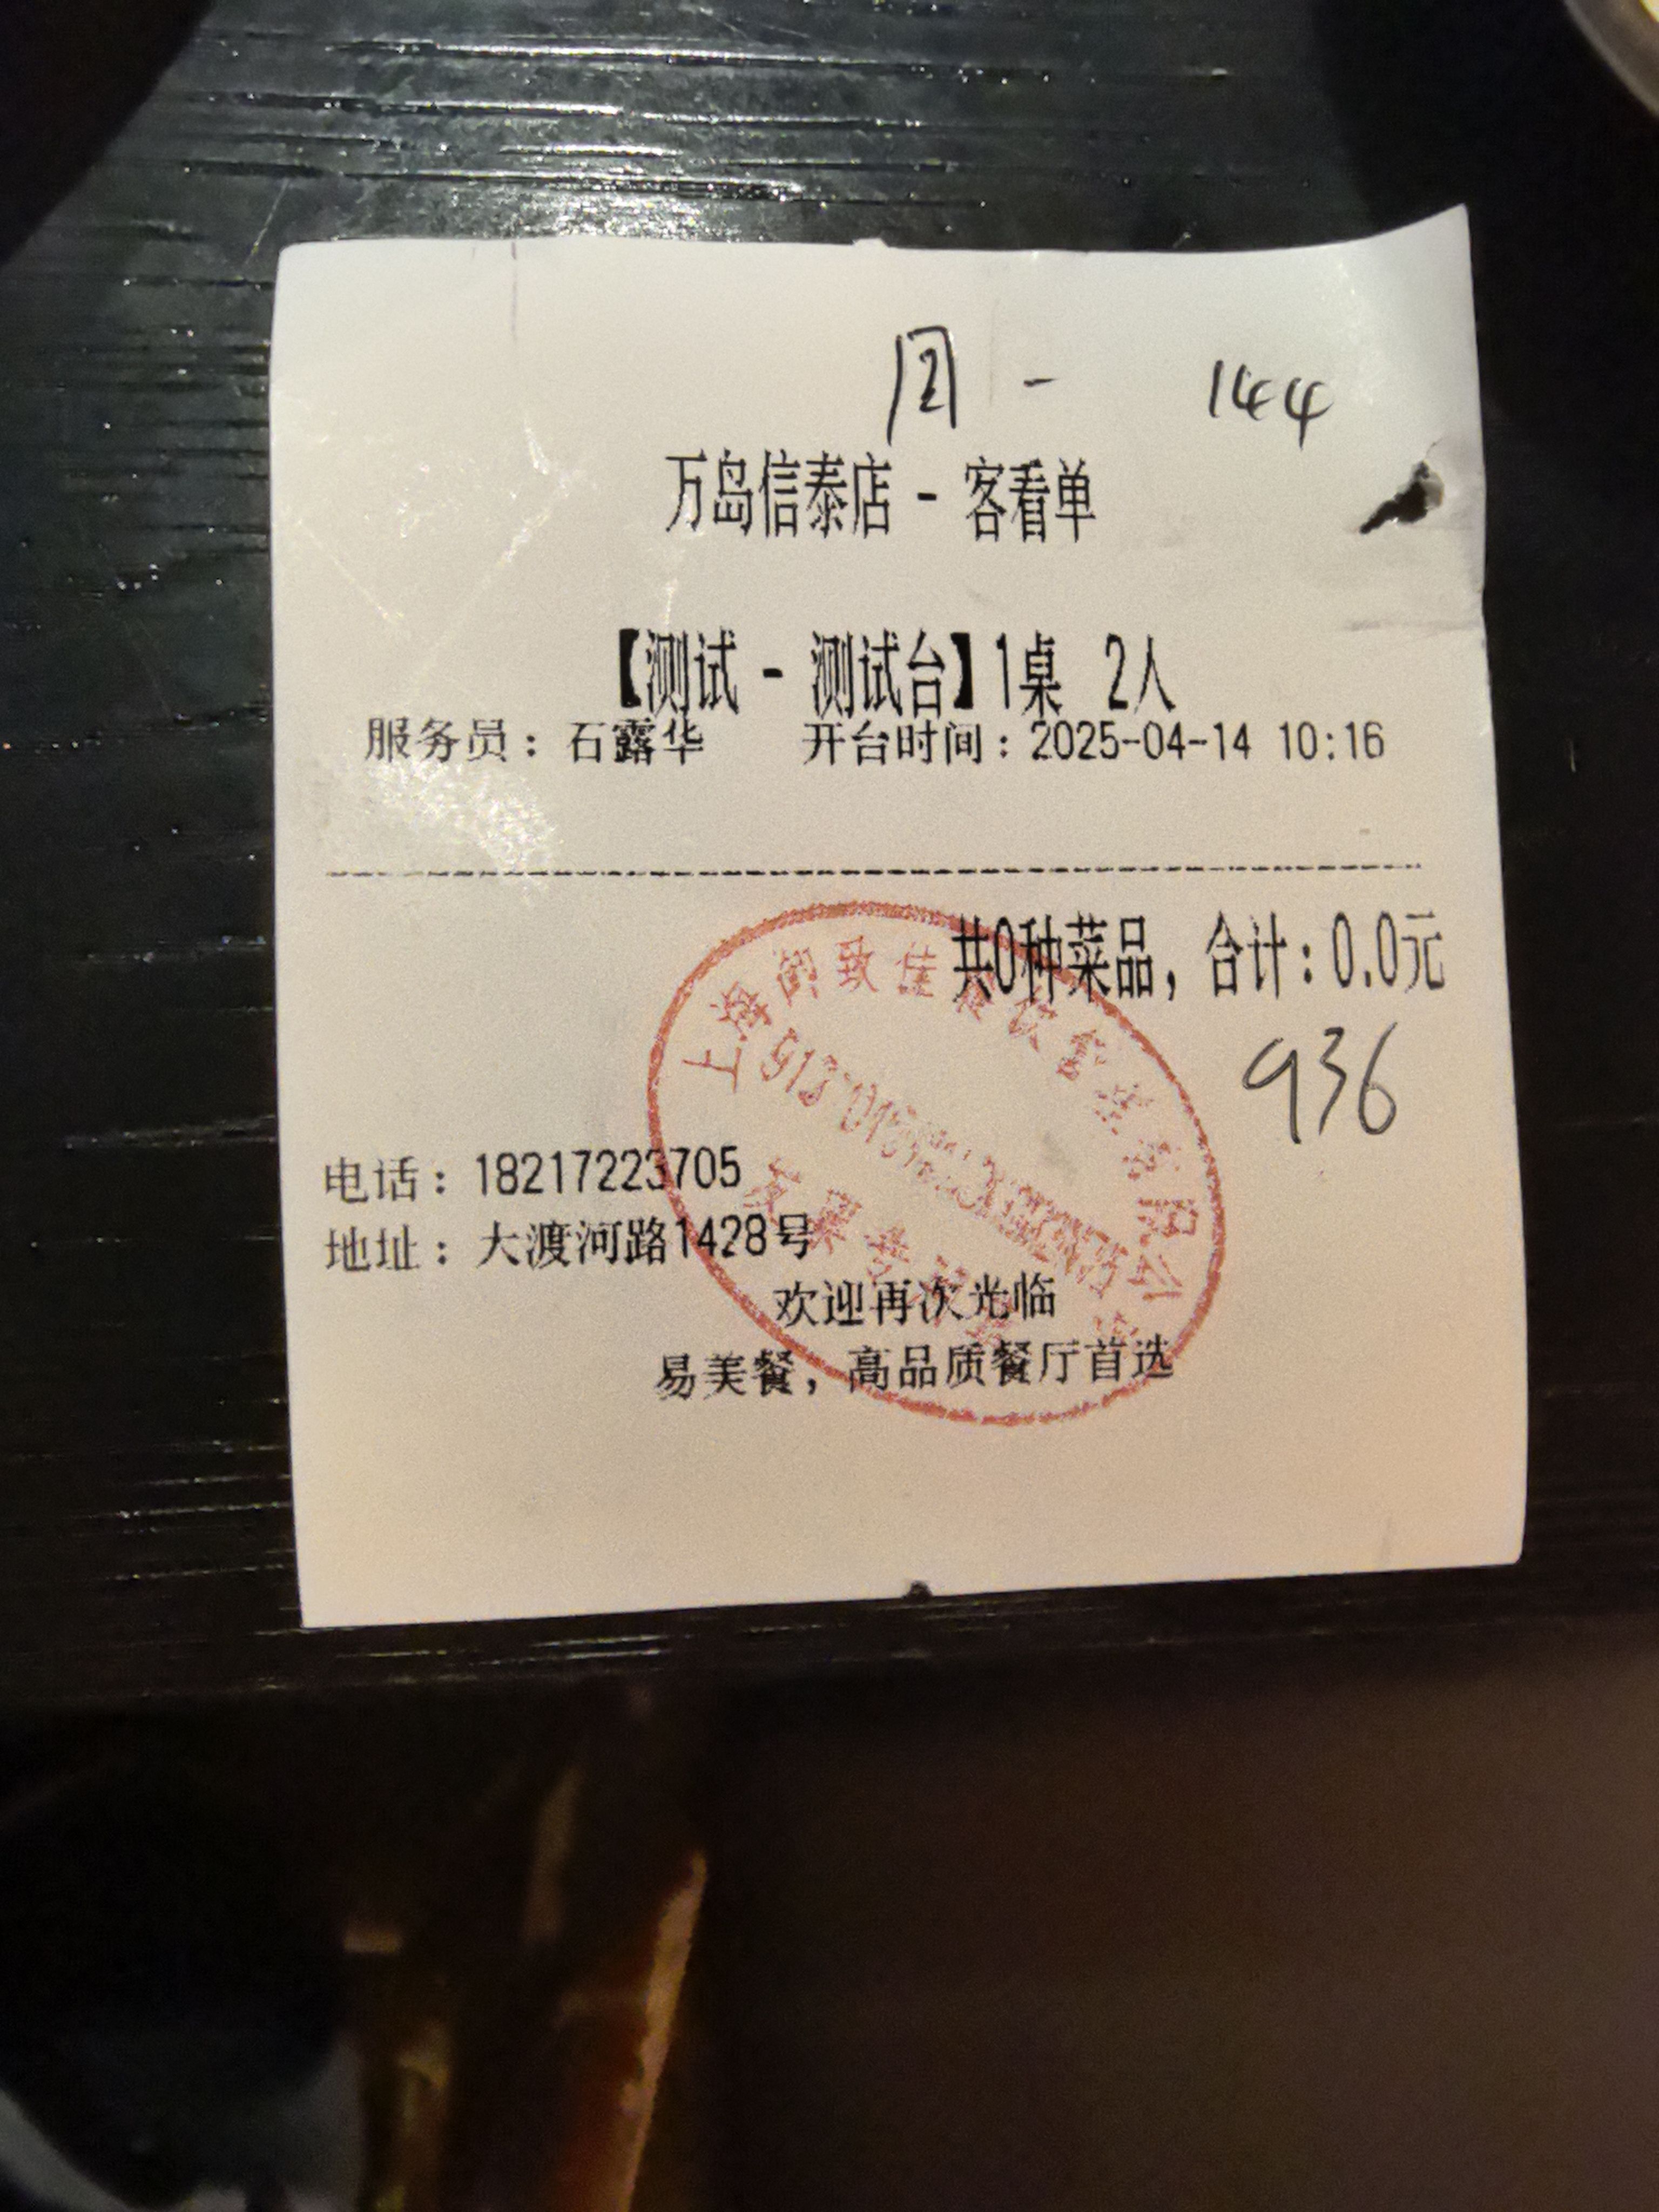 团 - 144
万岛信泰店 - 客看单
【测试 - 测试台】1桌 2人
服务员：石露华 开台时间：2025-04-14 10:16
共0种菜品，合计：0.0元
936
电话：18217223705
地址：大渡河路1428号
欢迎再次光临
易美餐，高品质餐厅首选